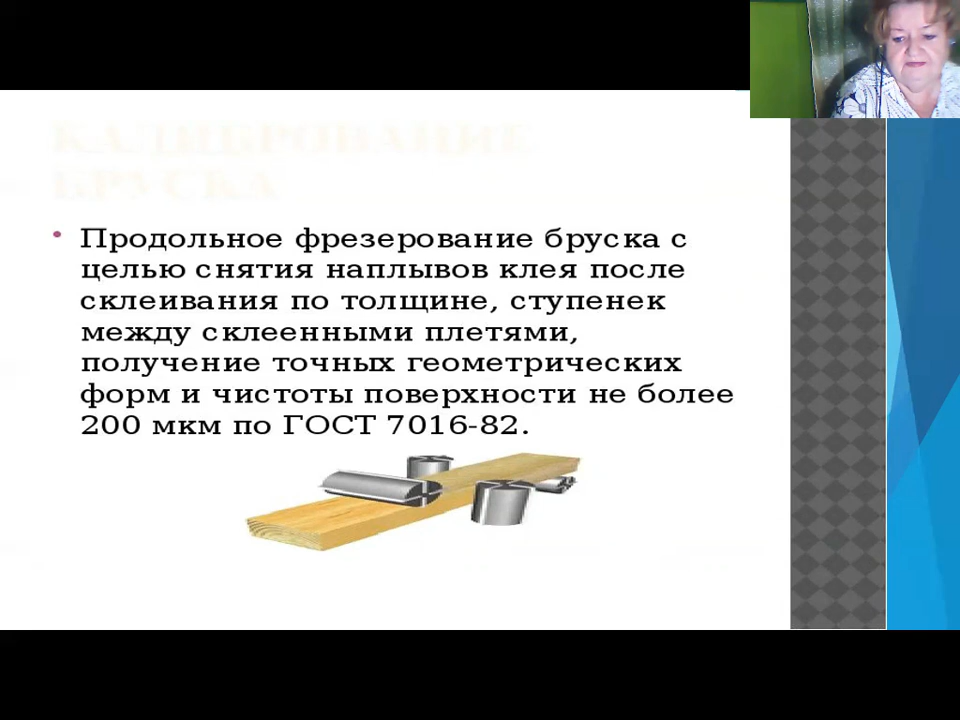 КАЛИБРОВАНИЕ
БРУСКА
• Продольное фрезерование бруска с
целью снятия наплывов клея после
склеивания по толщине, ступенек
между склеенными плетями,
получение точных геометрических
форм и чистоты поверхности не более
200 мкм по ГОСТ 7016-82.